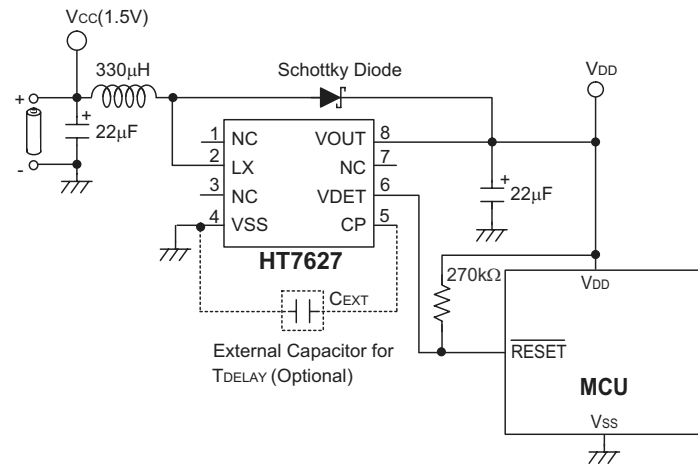 VCC(1.5V)
330μH
Schottky Diode
VDD
+
+
22μF
-
1 NC VOUT 8
2 LX NC 7
3 NC VDET 6
4 VSS CP 5
HT7627
+
22μF
270kΩ
CEXT
External Capacitor for
TDELAY (Optional)
VDD
RESET
MCU
VSS